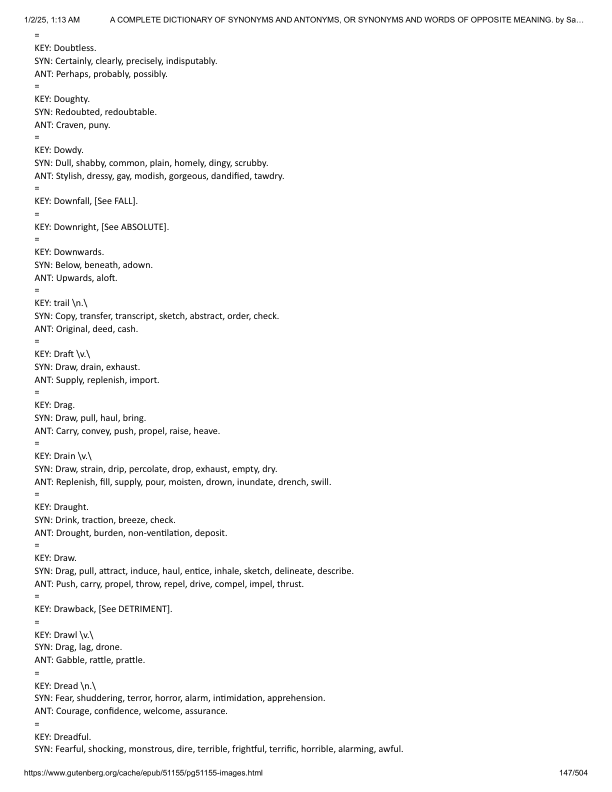 1/2/25, 1:13 AM A COMPLETE DICTIONARY OF SYNONYMS AND ANTONYMS, OR SYNONYMS AND WORDS OF OPPOSITE MEANING. by Sa…
=
KEY: Doubtless.
SYN: Certainly, clearly, precisely, indisputably.
ANT: Perhaps, probably, possibly.
=
KEY: Doughty.
SYN: Redoubted, redoubtable.
ANT: Craven, puny.
=
KEY: Dowdy.
SYN: Dull, shabby, common, plain, homely, dingy, scrubby.
ANT: Stylish, dressy, gay, modish, gorgeous, dandified, tawdry.
=
KEY: Downfall, [See FALL].
=
KEY: Downright, [See ABSOLUTE].
=
KEY: Downwards.
SYN: Below, beneath, adown.
ANT: Upwards, aloft.
=
KEY: trail \n.\
SYN: Copy, transfer, transcript, sketch, abstract, order, check.
ANT: Original, deed, cash.
=
KEY: Draft \v.\
SYN: Draw, drain, exhaust.
ANT: Supply, replenish, import.
=
KEY: Drag.
SYN: Draw, pull, haul, bring.
ANT: Carry, convey, push, propel, raise, heave.
=
KEY: Drain \v.\
SYN: Draw, strain, drip, percolate, drop, exhaust, empty, dry.
ANT: Replenish, fill, supply, pour, moisten, drown, inundate, drench, swill.
=
KEY: Draught.
SYN: Drink, traction, breeze, check.
ANT: Drought, burden, non-ventilation, deposit.
=
KEY: Draw.
SYN: Drag, pull, attract, induce, haul, entice, inhale, sketch, delineate, describe.
ANT: Push, carry, propel, throw, repel, drive, compel, impel, thrust.
=
KEY: Drawback, [See DETRIMENT].
=
KEY: Drawl \v.\
SYN: Drag, lag, drone.
ANT: Gabble, rattle, prattle.
=
KEY: Dread \n.\
SYN: Fear, shuddering, terror, horror, alarm, intimidation, apprehension.
ANT: Courage, confidence, welcome, assurance.
=
KEY: Dreadful.
SYN: Fearful, shocking, monstrous, dire, terrible, frightful, terrific, horrible, alarming, awful.
https://www.gutenberg.org/cache/epub/51155/pg51155-images.html 147/504